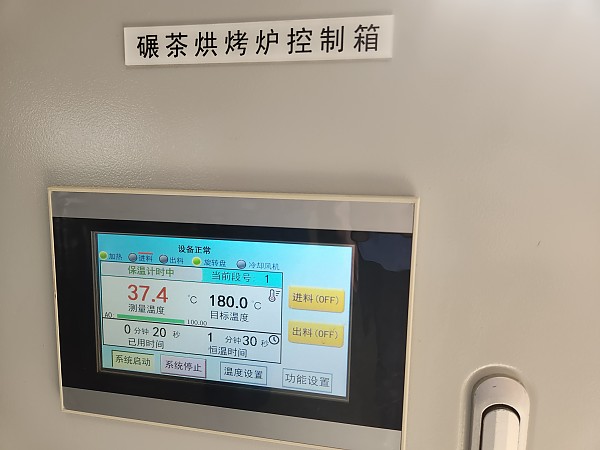 碾茶烘烤炉控制箱
设备正常
加热 进料 出料 旋转盘 冷却风机
保温计时中 当前段号: 1
37.4 ℃ 180.0 ℃
测量温度 目标温度
进料(OFF)
100.00
0 分钟 20 秒 1 分钟 30 秒
已用时间 恒温时间
出料(OFF)
系统启动 系统停止 温度设置 功能设置